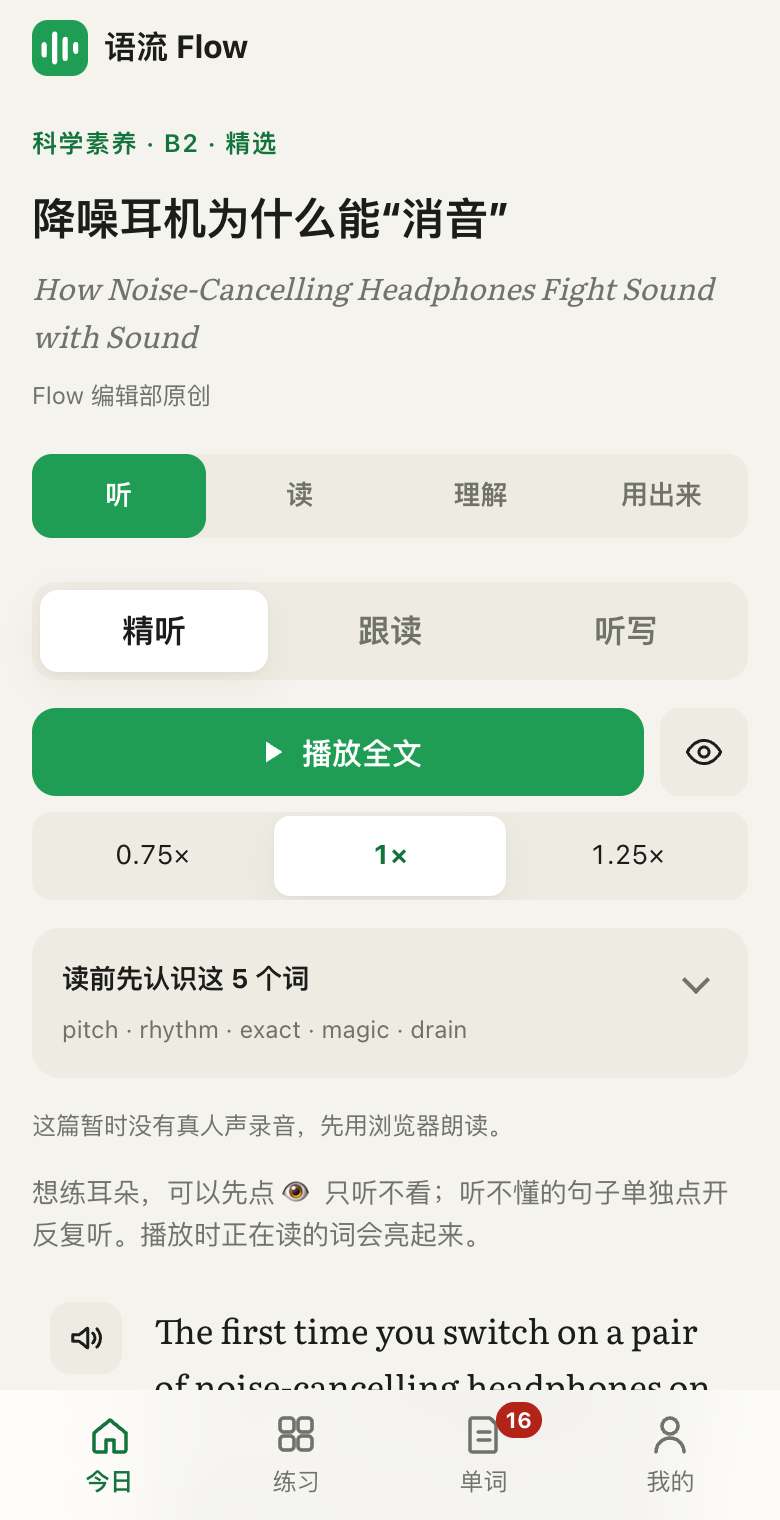 语流 Flow
科学素养 · B2 · 精选
降噪耳机为什么能“消音”
How Noise-Cancelling Headphones Fight Sound
with Sound
Flow 编辑部原创
听 读 理解 用出来
精听 跟读 听写
播放全文
0.75× 1× 1.25×
读前先认识这 5 个词
pitch · rhythm · exact · magic · drain
这篇暂时没有真人声录音，先用浏览器朗读。
想练耳朵，可以先点 👁 只听不看；听不懂的句子单独点开
反复听。播放时正在读的词会亮起来。
The first time you switch on a pair
of noise-cancelling headphones on
16
今日 练习 单词 我的